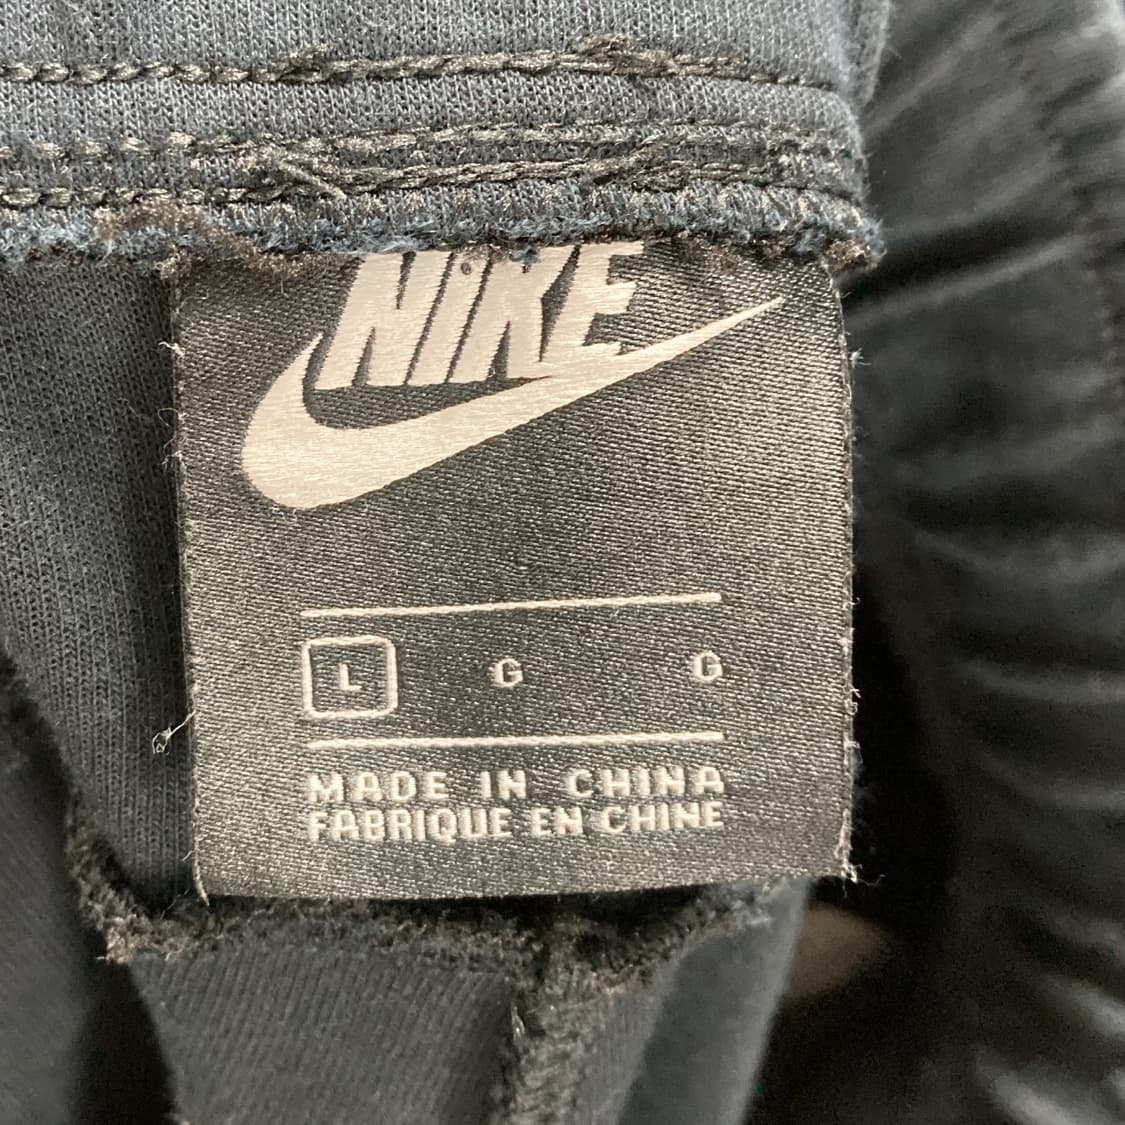 NIKE
L G G
MADE IN CHINA
FABRIQUE EN CHINE